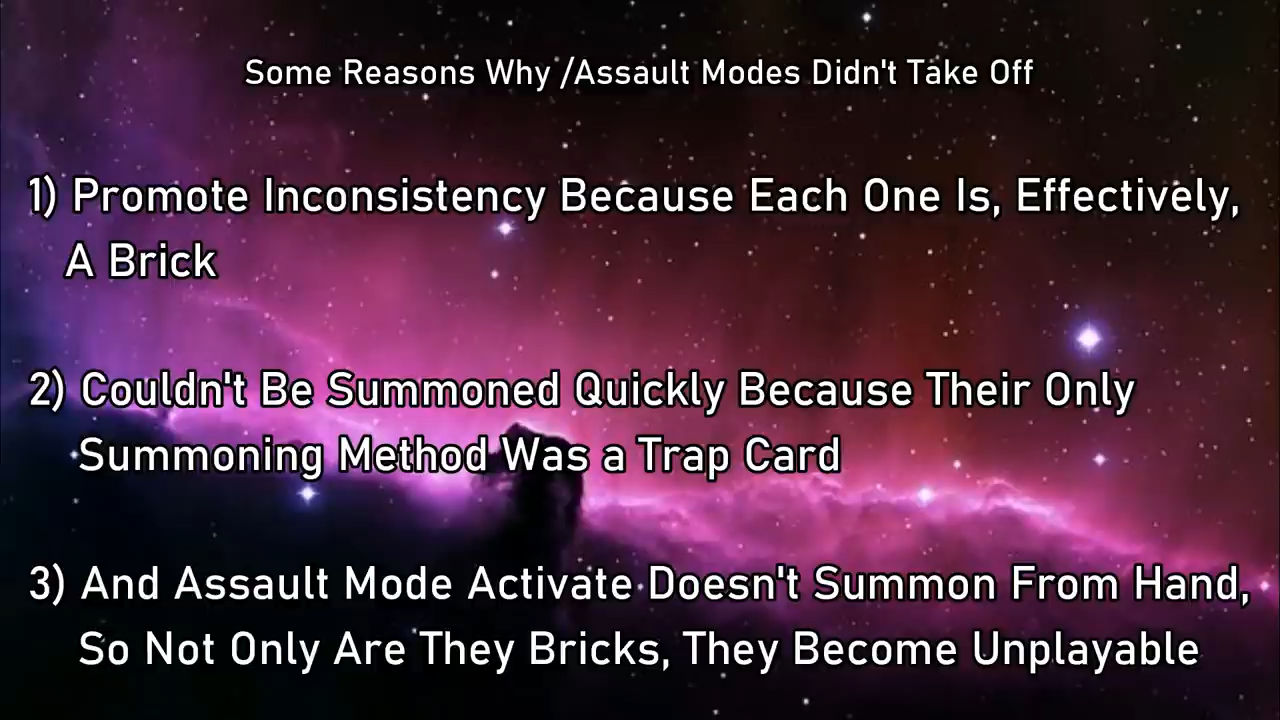 Some Reasons Why /Assault Modes Didn't Take Off
1) Promote Inconsistency Because Each One Is, Effectively,
A Brick
2) Couldn't Be Summoned Quickly Because Their Only
Summoning Method Was a Trap Card
3) And Assault Mode Activate Doesn't Summon From Hand,
So Not Only Are They Bricks, They Become Unplayable